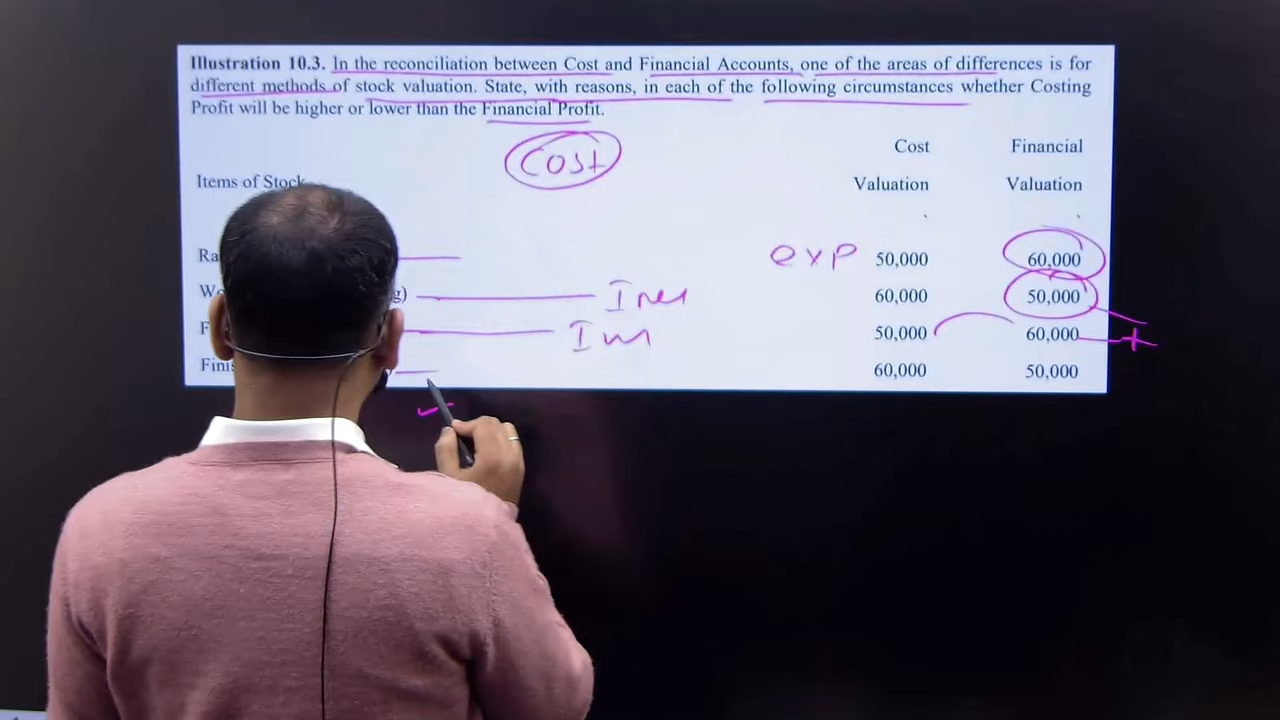 Illustration 10.3. In the reconciliation between Cost and Financial Accounts, one of the areas of differences is for
different methods of stock valuation. State, with reasons, in each of the following circumstances whether Costing
Profit will be higher or lower than the Financial Profit.
Cost
Cost Financial
Items of Stock Valuation Valuation
exp 50,000 60,000
60,000 50,000
50,000 60,000 +
60,000 50,000